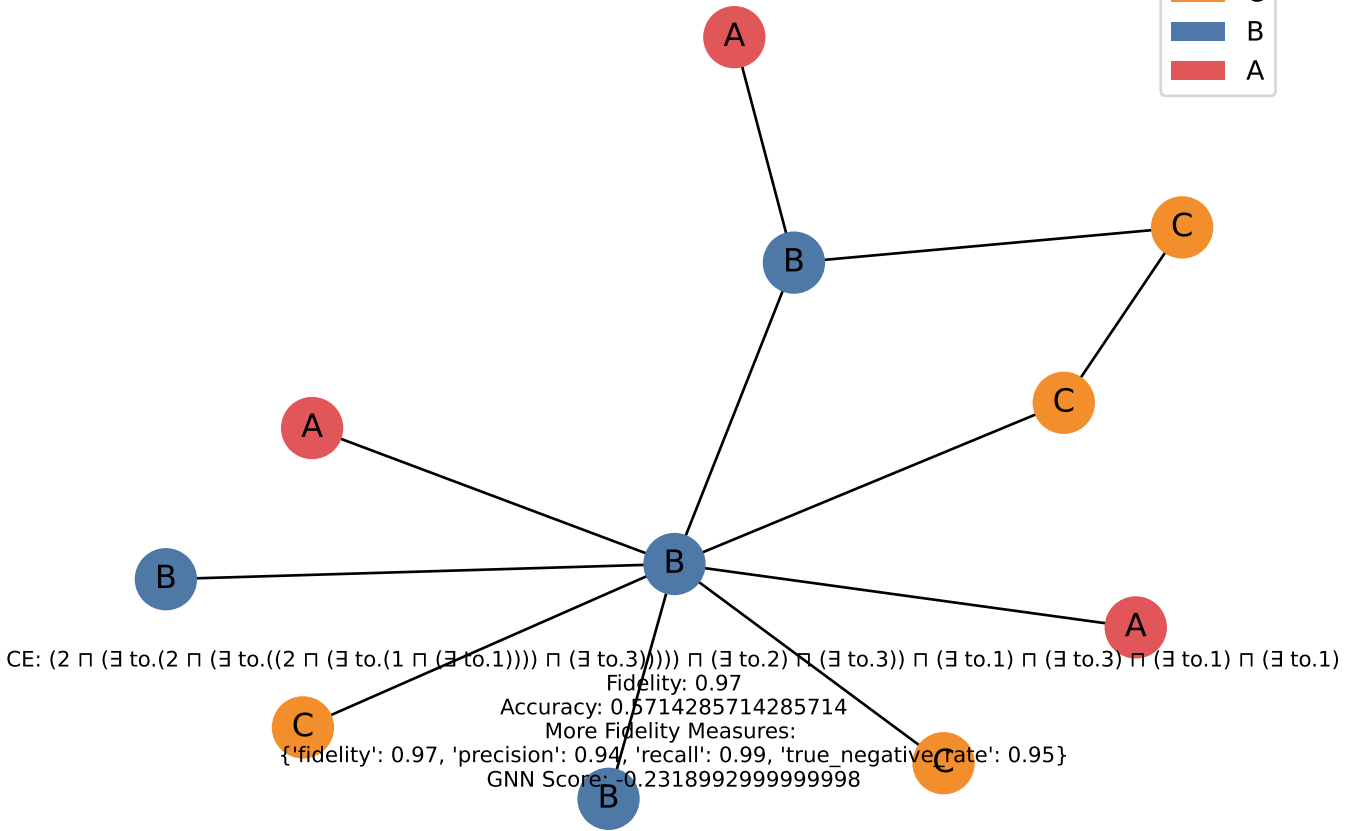 A
B
A
C
B
C
A
B
B
A
CE: (2 ⊓ (∃ to.(2 ⊓ (∃ to.((2 ⊓ (∃ to.(1 ⊓ (∃ to.1)))) ⊓ (∃ to.3))))) ⊓ (∃ to.2) ⊓ (∃ to.3)) ⊓ (∃ to.1) ⊓ (∃ to.3) ⊓ (∃ to.1) ⊓ (∃ to.1)
Fidelity: 0.97
Accuracy: 0.5714285714285714
C
More Fidelity Measures:
{'fidelity': 0.97, 'precision': 0.94, 'recall': 0.99, 'true_negative_rate': 0.95}
C
GNN Score: -0.2318992999999998
B